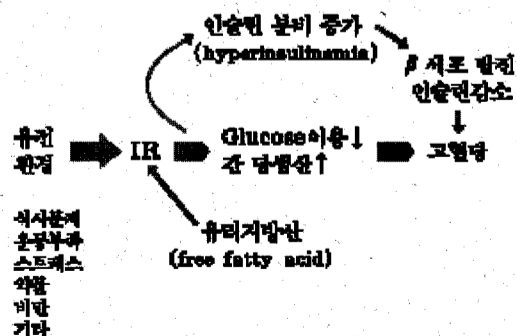 인슐린 분비 증가
(hyperinsulinemia)
β 세포
인슐린감소
유전
환경
IR
Glucose이용↓
간 당생산↑
고혈당
식사문제
운동부족
스트레스
약물
비만
기타
유리지방산
(free fatty acid)